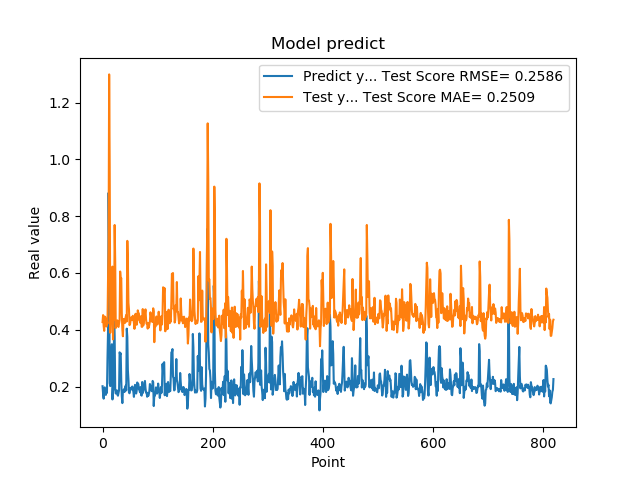 Model predict
Predict y... Test Score RMSE= 0.2586
Test y... Test Score MAE= 0.2509
Real value
1.2
1.0
0.8
0.6
0.4
0.2
0 200 400 600 800
Point